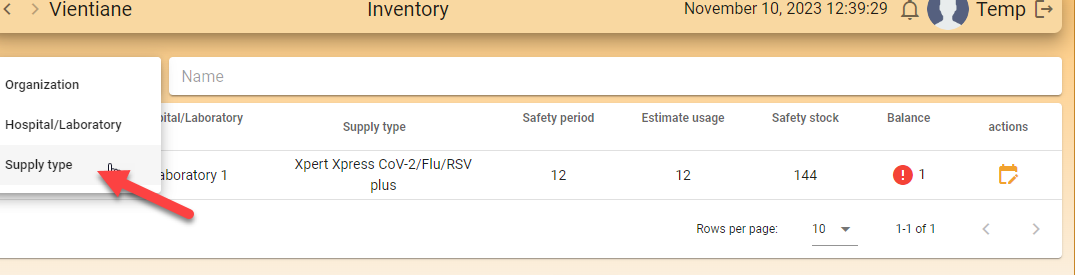 Vientiane
Inventory
November 10, 2023 12:39:29
Temp
Organization
Hospital/Laboratory
Supply type
Name
pital/Laboratory
Supply type
Safety period
Estimate usage
Safety stock
Balance
actions
aboratory 1
Xpert Xpress CoV-2/Flu/RSV
plus
12
12
144
1
Rows per page:
10
1-1 of 1